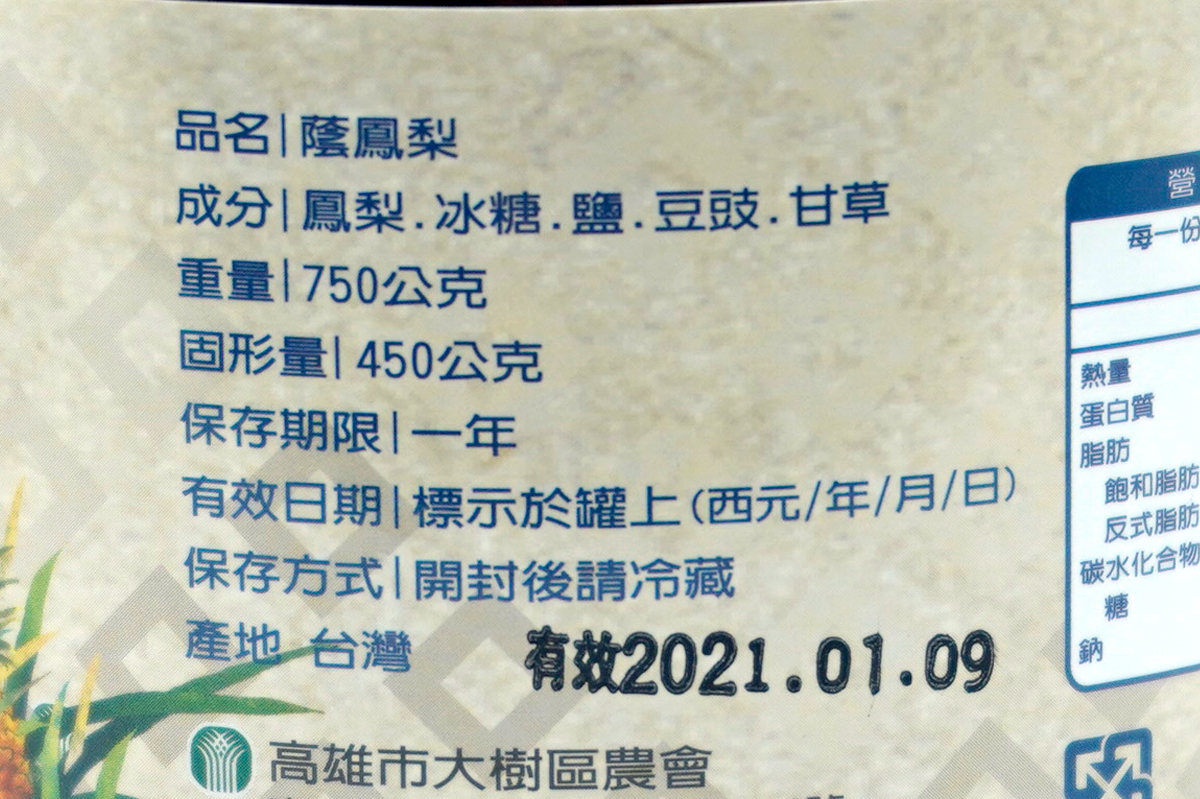 品名|蔭鳳梨
成分|鳳梨.冰糖.鹽.豆豉.甘草
重量|750公克
固形量|450公克
保存期限|一年
有效日期|標示於罐上(西元/年/月/日)
保存方式|開封後請冷藏
產地 台灣
有效2021.01.09
高雄市大樹區農會
營
每一份
熱量
蛋白質
脂肪
飽和脂肪
反式脂肪
碳水化合物
糖
鈉